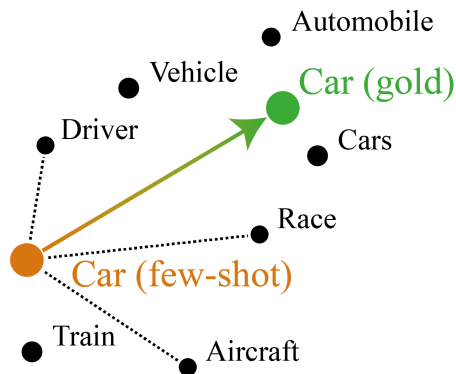 Automobile
Vehicle
Car (gold)
Driver
Cars
Race
Car (few-shot)
Train
Aircraft